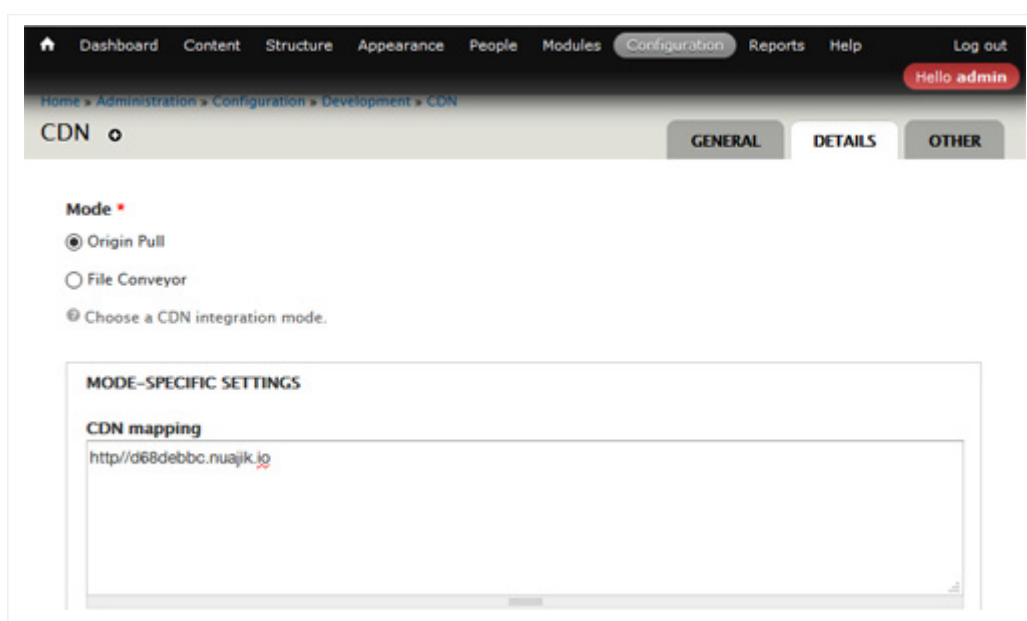 Dashboard Content Structure Appearance People Modules Configuration Reports Help Log out
Hello admin
Home » Administration » Configuration » Development » CDN
CDN
GENERAL DETAILS OTHER
Mode *
Origin Pull
File Conveyor
Choose a CDN integration mode.
MODE-SPECIFIC SETTINGS
CDN mapping
http//d68debbc.nuajik.io